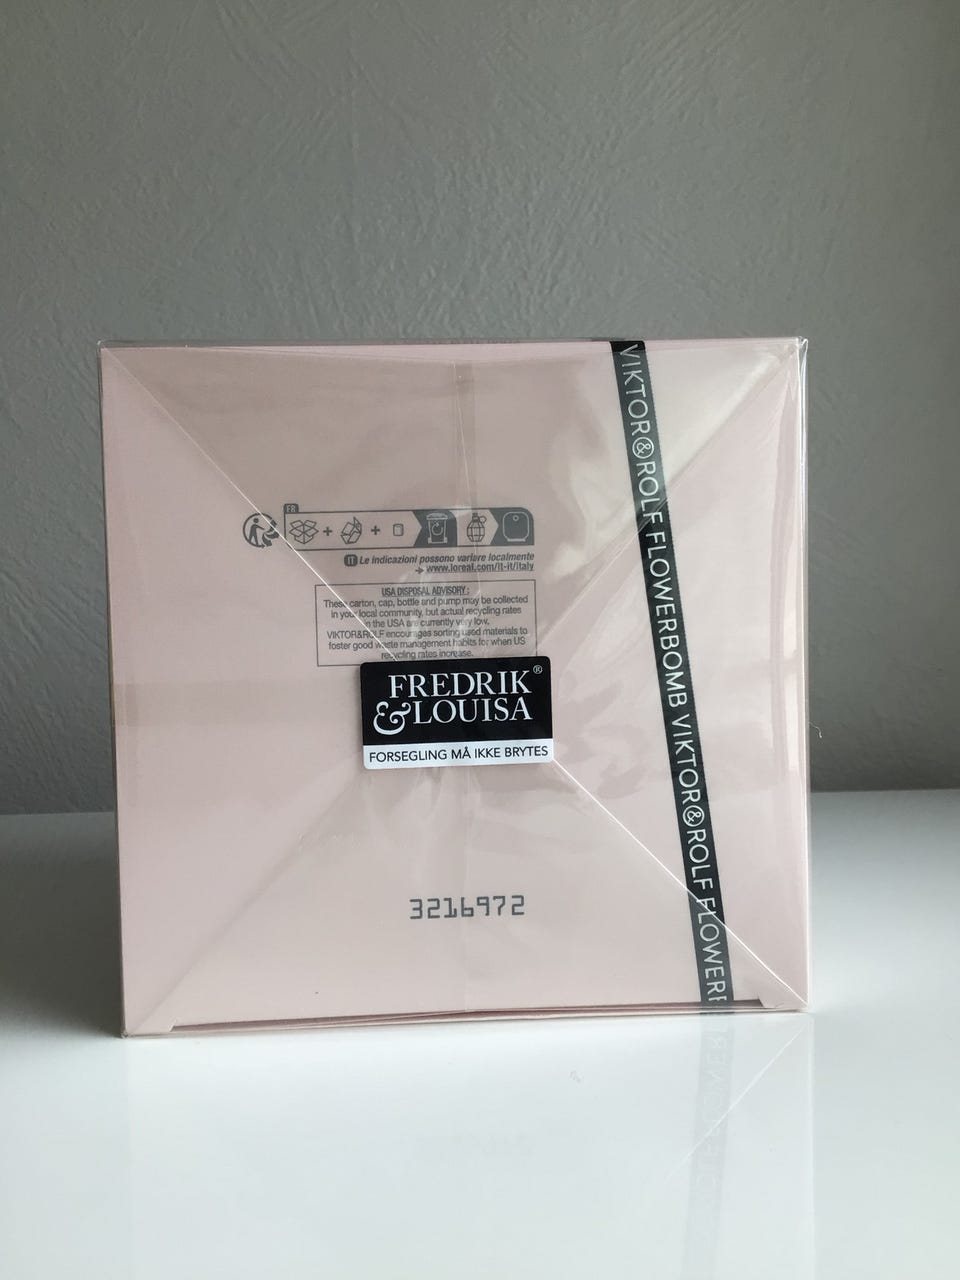 FR
IT Le indicazioni possono variare localmente
www.loreal.com/it-it/italy
USA DISPOSAL ADVISORY :
These carton, cap, bottle and pump may be collected
in your local community, but actual recycling rates
in the USA are currently very low.
VIKTOR&ROLF encourages sorting used materials to
foster good waste management habits for when US
recycling rates increase.
FREDRIK®
&LOUISA
FORSEGLING MÅ IKKE BRYTES
VIKTOR&ROLF FLOWERBOMB VIKTOR&ROLF FLOWER
3216972